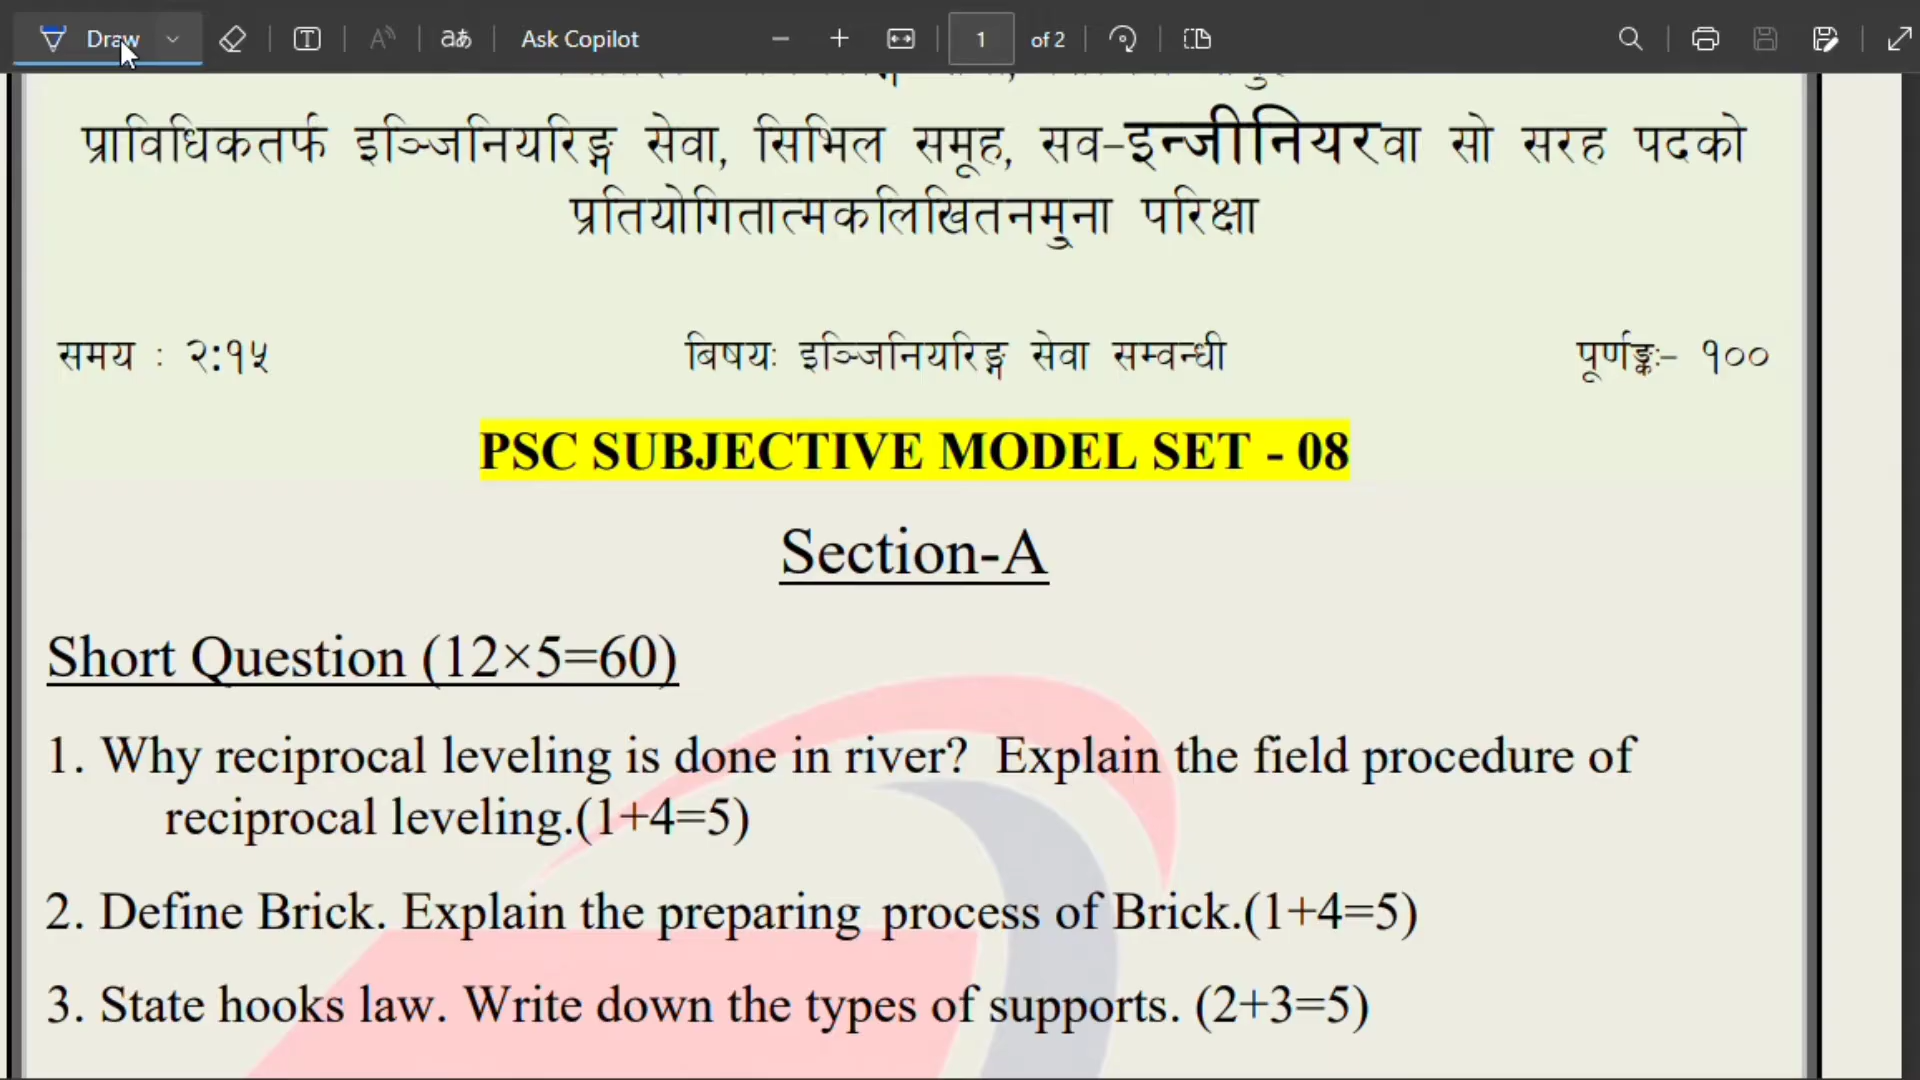 Draw
Ask Copilot
1 of 2
प्राविधिकतर्फ इञ्जिनियरिङ्ग सेवा, सिभिल समूह, सव-इन्जीनियरवा सो सरह पदको
प्रतियोगितात्मकलिखितनमुना परिक्षा
समय : २:१५ बिषयः इञ्जिनियरिङ्ग सेवा सम्वन्धी पूर्णङ्कः- १००
PSC SUBJECTIVE MODEL SET - 08
Section-A
Short Question (12×5=60)
1. Why reciprocal leveling is done in river? Explain the field procedure of
reciprocal leveling.(1+4=5)
2. Define Brick. Explain the preparing process of Brick.(1+4=5)
3. State hooks law. Write down the types of supports. (2+3=5)